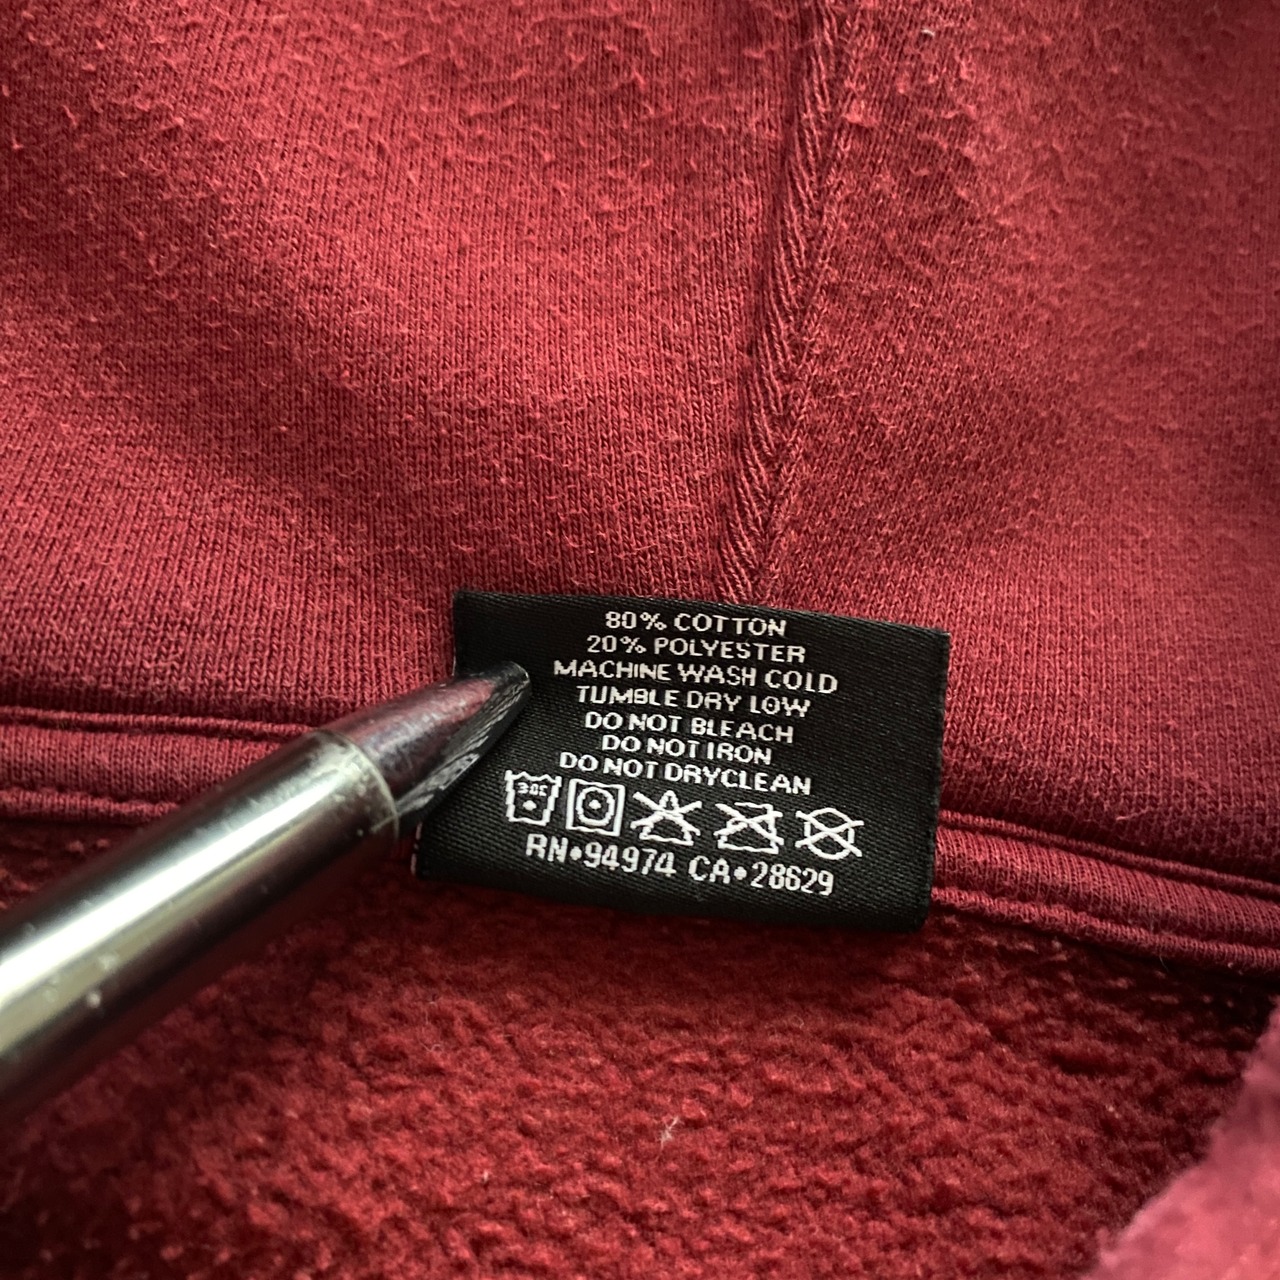 80% COTTON
20% POLYESTER
MACHINE WASH COLD
TUMBLE DRY LOW
DO NOT BLEACH
DO NOT IRON
DO NOT DRYCLEAN
RN•94974 CA•28629